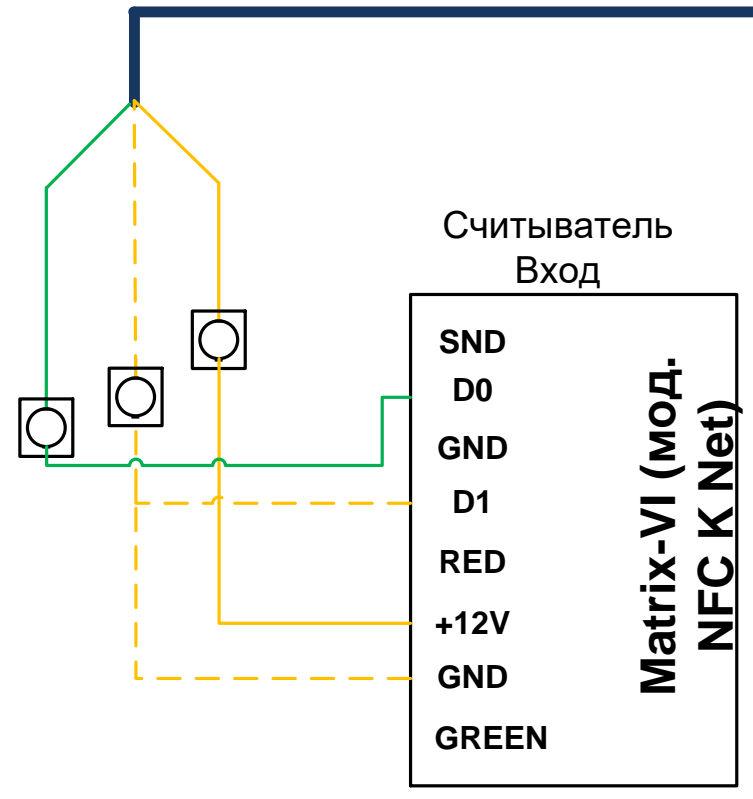 Считыватель
Вход
SND
D0
GND
D1
RED
+12V
GND
GREEN
Matrix-VI (мод.
NFC K Net)